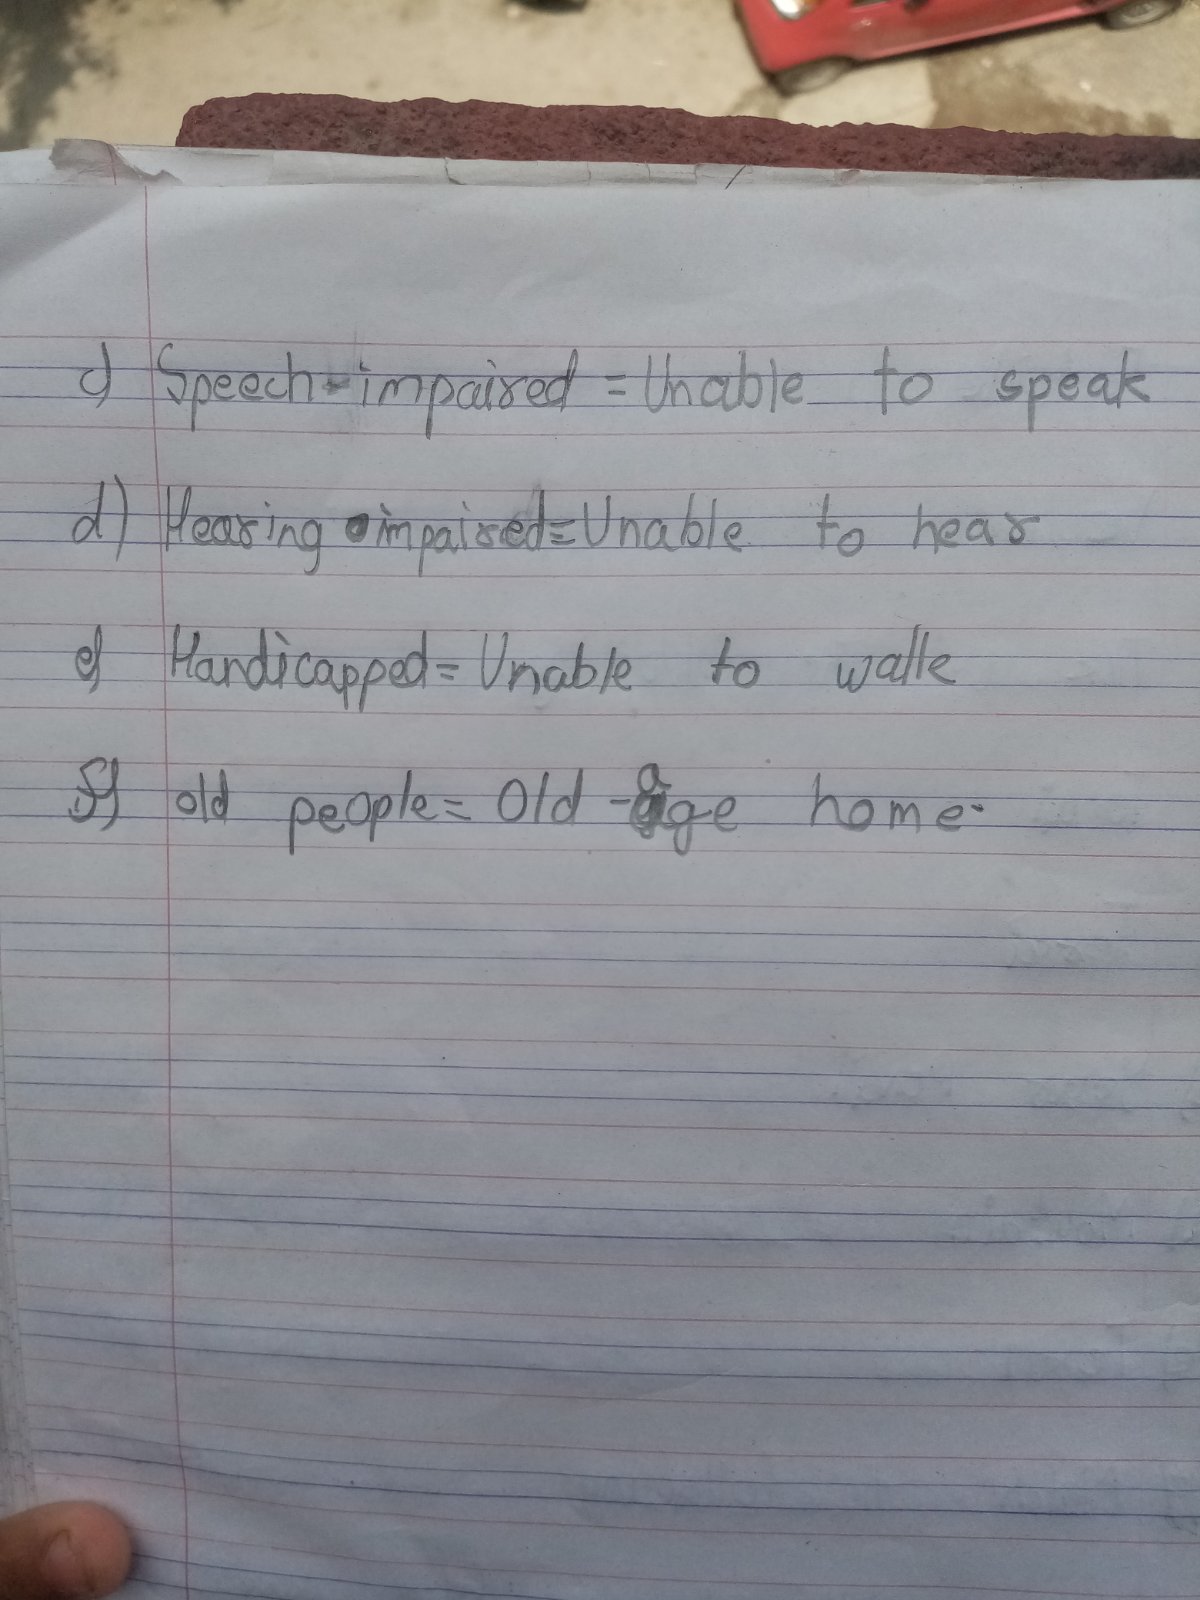 c) Speech-impaired = Unable to speak
d) Hearing impaired = Unable to hear
e) Handicapped = Unable to walk
f) old people = Old -age home.